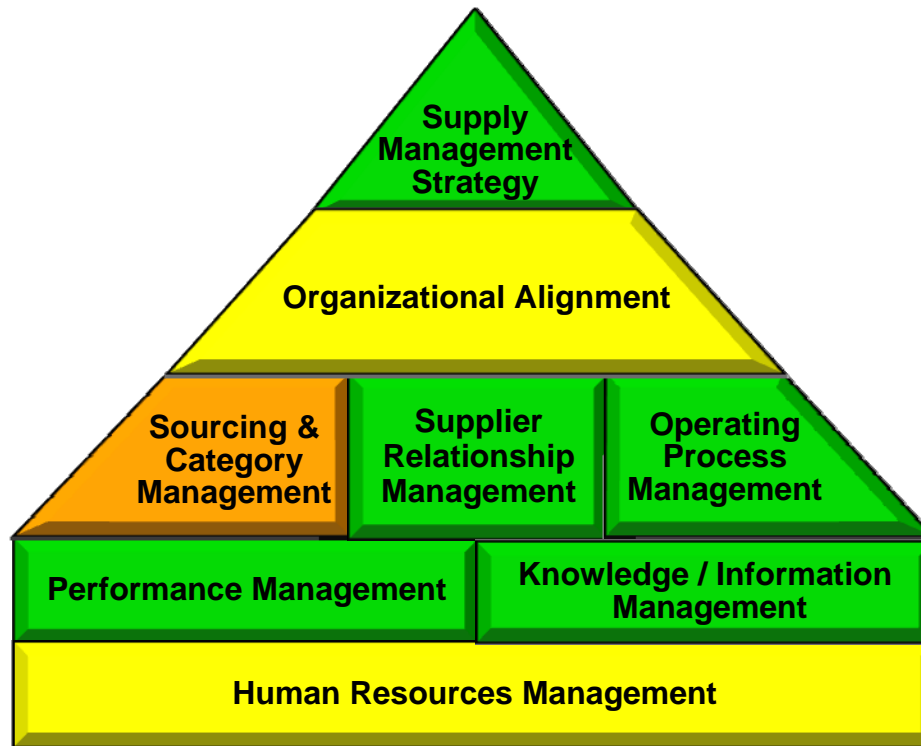 Supply
Management
Strategy
Organizational Alignment
Sourcing &
Category
Management
Supplier
Relationship
Management
Operating
Process
Management
Performance Management
Knowledge / Information
Management
Human Resources Management